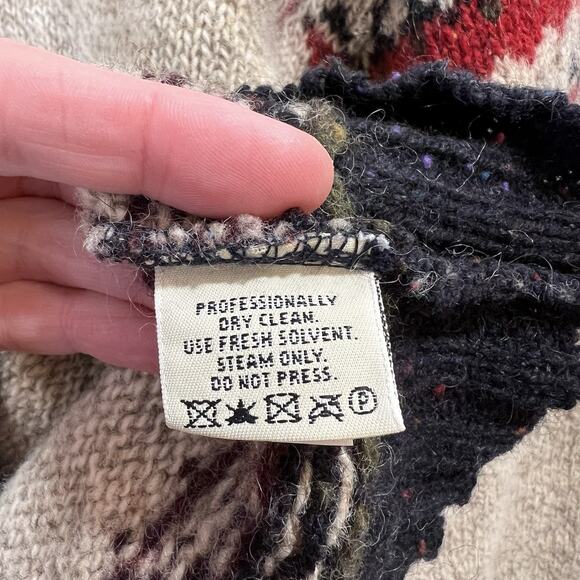 PROFESSIONALLY
DRY CLEAN.
USE FRESH SOLVENT.
STEAM ONLY.
DO NOT PRESS.
P